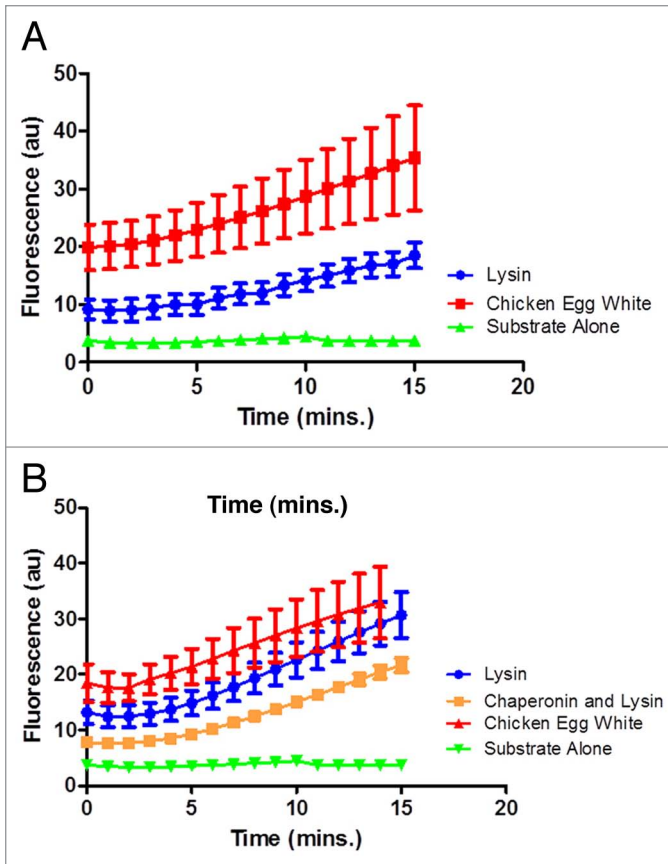 A
50
40
30
20
10
0
Fluorescence (au)
0 5 10 15 20
Time (mins.)
Lysin
Chicken Egg White
Substrate Alone
B
Time (mins.)
50
40
30
20
10
0
Fluorescence (au)
0 5 10 15 20
Time (mins.)
Lysin
Chaperonin and Lysin
Chicken Egg White
Substrate Alone